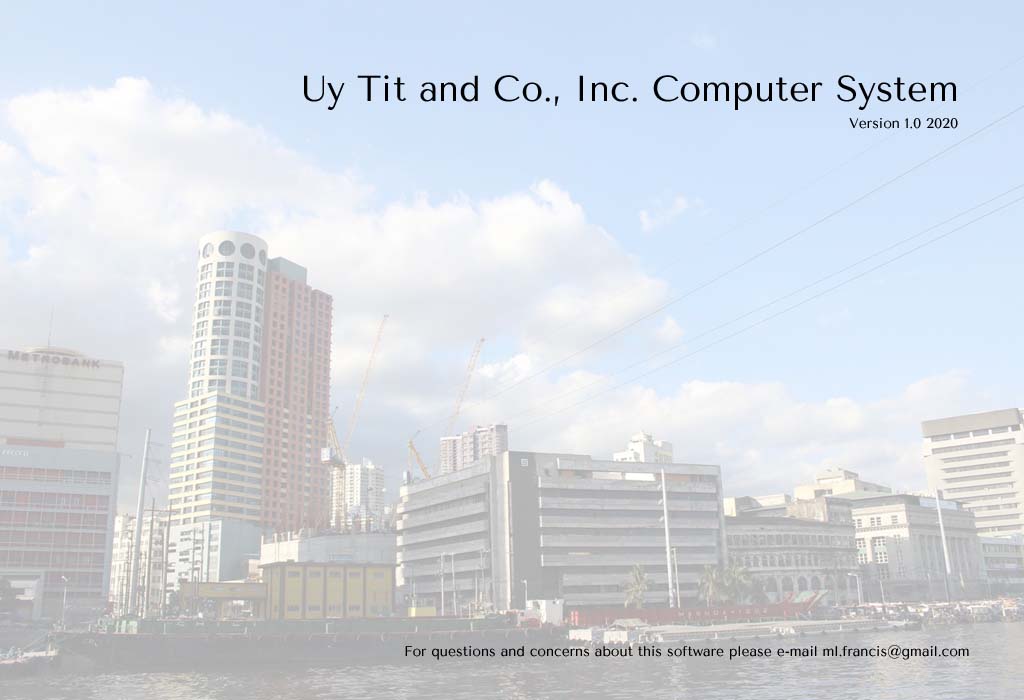 Uy Tit and Co., Inc. Computer System
Version 1.0 2020
METROBANK
For questions and concerns about this software please e-mail ml.francis@gmail.com